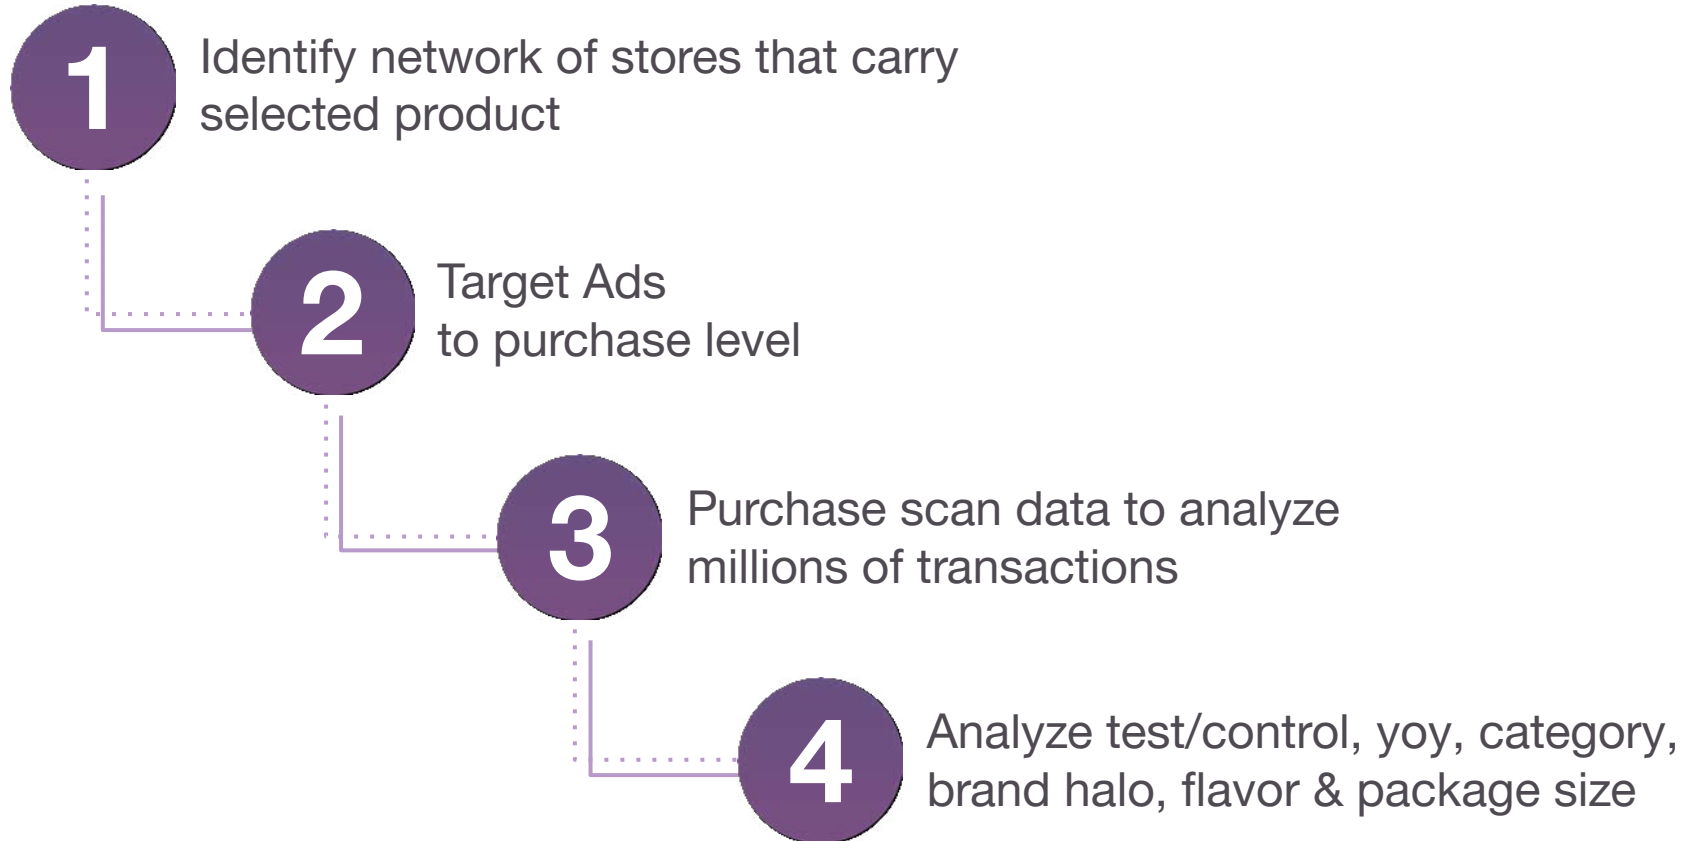 1
Identify network of stores that carry
selected product
2
Target Ads
to purchase level
3
Purchase scan data to analyze
millions of transactions
4
Analyze test/control, yoy, category,
brand halo, flavor & package size